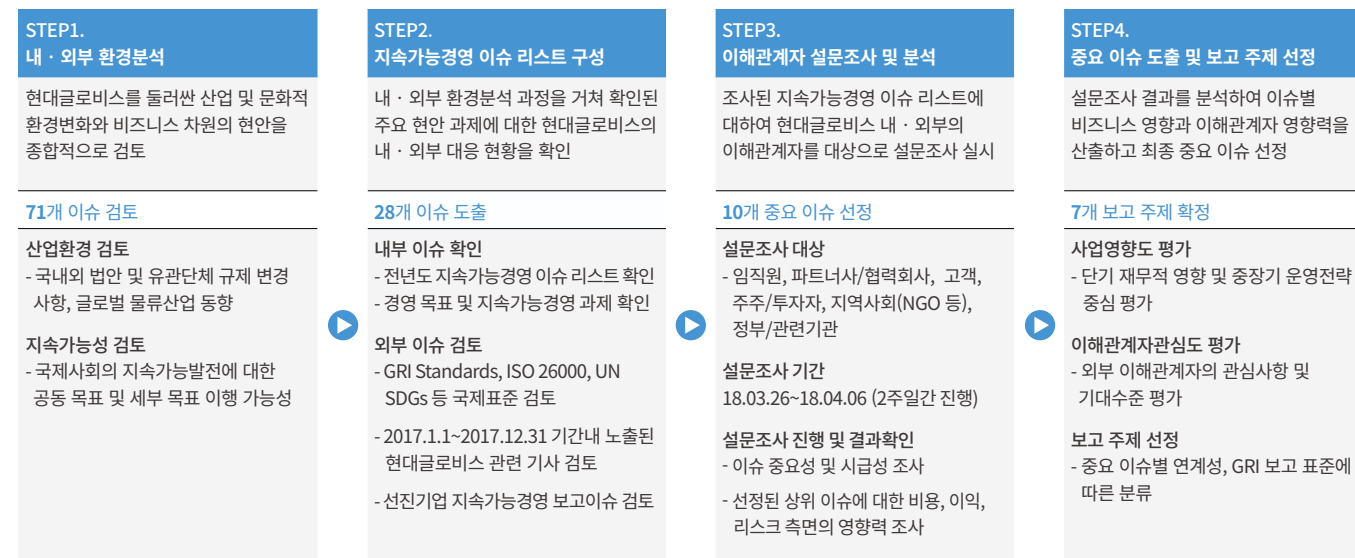 STEP1.
내 · 외부 환경분석
현대글로비스를 둘러싼 산업 및 문화적
환경변화와 비즈니스 차원의 현안을
종합적으로 검토
71개 이슈 검토
산업환경 검토
- 국내외 법안 및 유관단체 규제 변경
사항, 글로벌 물류산업 동향
지속가능성 검토
- 국제사회의 지속가능발전에 대한
공동 목표 및 세부 목표 이행 가능성
STEP2.
지속가능경영 이슈 리스트 구성
내 · 외부 환경분석 과정을 거쳐 확인된
주요 현안 과제에 대한 현대글로비스의
내 · 외부 대응 현황을 확인
28개 이슈 도출
내부 이슈 확인
- 전년도 지속가능경영 이슈 리스트 확인
- 경영 목표 및 지속가능경영 과제 확인
외부 이슈 검토
- GRI Standards, ISO 26000, UN
SDGs 등 국제표준 검토
- 2017.1.1~2017.12.31 기간내 노출된
현대글로비스 관련 기사 검토
- 선진기업 지속가능경영 보고이슈 검토
STEP3.
이해관계자 설문조사 및 분석
조사된 지속가능경영 이슈 리스트에
대하여 현대글로비스 내 · 외부의
이해관계자를 대상으로 설문조사 실시
10개 중요 이슈 선정
설문조사 대상
- 임직원, 파트너사/협력회사, 고객,
주주/투자자, 지역사회(NGO 등),
정부/관련기관
설문조사 기간
18.03.26~18.04.06 (2주일간 진행)
설문조사 진행 및 결과확인
- 이슈 중요성 및 시급성 조사
- 선정된 상위 이슈에 대한 비용, 이익,
리스크 측면의 영향력 조사
STEP4.
중요 이슈 도출 및 보고 주제 선정
설문조사 결과를 분석하여 이슈별
비즈니스 영향과 이해관계자 영향력을
산출하고 최종 중요 이슈 선정
7개 보고 주제 확정
사업영향도 평가
- 단기 재무적 영향 및 중장기 운영전략
중심 평가
이해관계자관심도 평가
- 외부 이해관계자의 관심사항 및
기대수준 평가
보고 주제 선정
- 중요 이슈별 연계성, GRI 보고 표준에
따른 분류